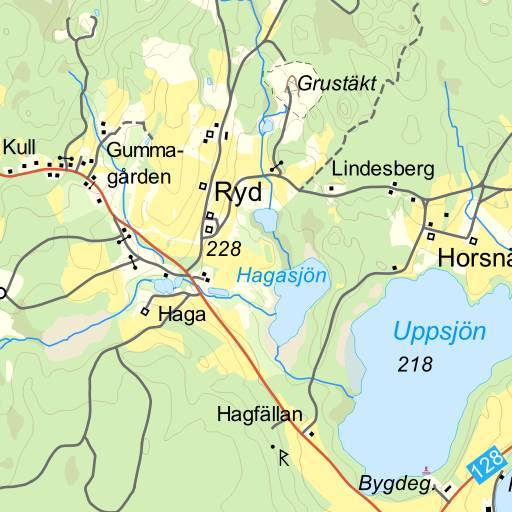 Grustäkt
Kull
Gumma-
gården
Lindesberg
Ryd
228
Horsnä
Hagasjön
Haga
Uppsjön
218
Hagfällan
128
Bygdeg.